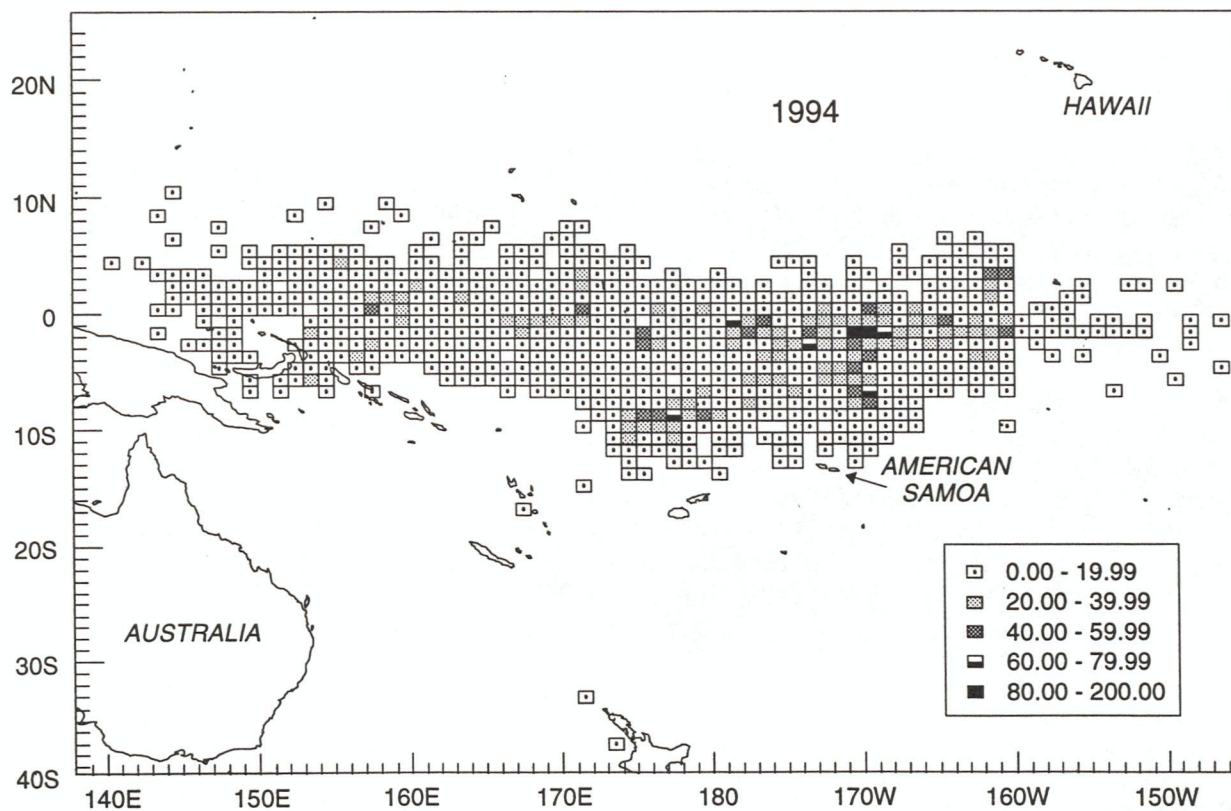 20N
HAWAII
1994
10N
0
10S
AMERICAN
SAMOA
20S
0.00 - 19.99
20.00 - 39.99
AUSTRALIA
40.00 - 59.99
30S
60.00 - 79.99
80.00 - 200.00
40S
140E 150E 160E 170E 180 170W 160W 150W